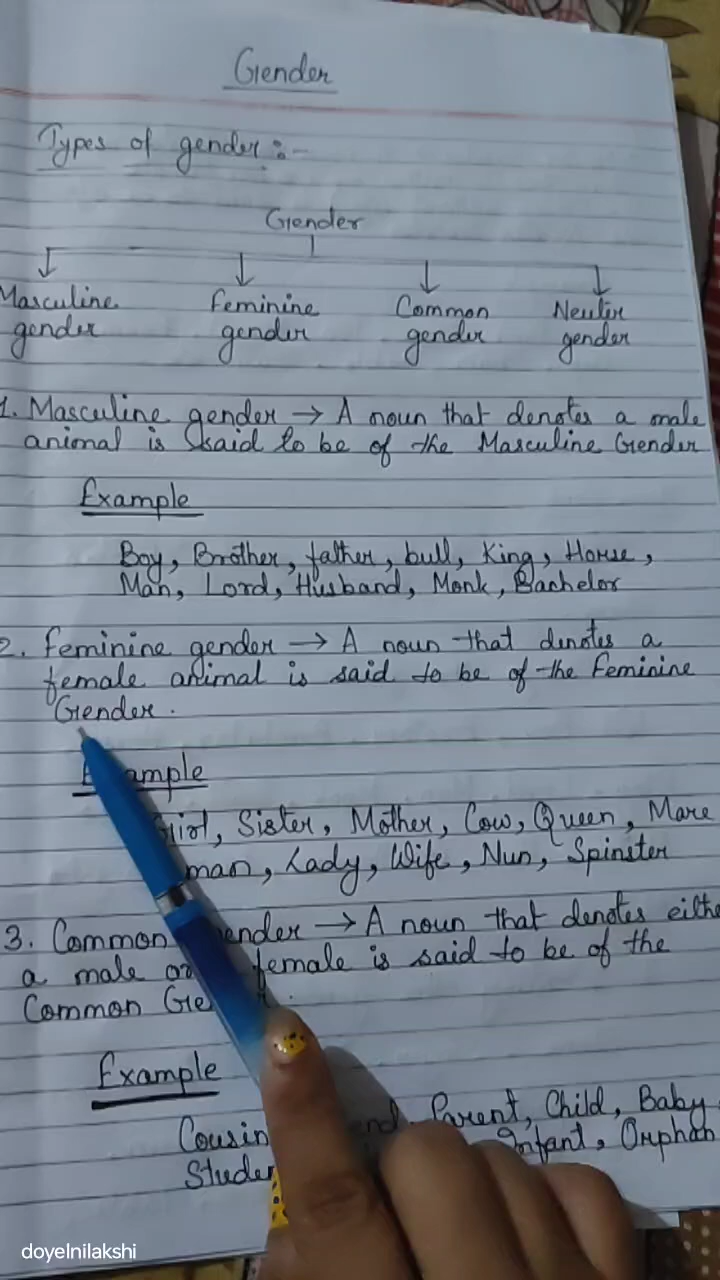 Gender
Types of gender :-
Gender
Masculine gender
Feminine gender
Common gender
Neuter gender
1. Masculine gender → A noun that denotes a male
animal is said to be of the Masculine Gender
Example
Boy, Brother, father, bull, King, Horse,
Man, Lord, Husband, Monk, Bachelor
2. Feminine gender → A noun that denotes a
female animal is said to be of the Feminine
Gender.
Example
Girl, Sister, Mother, Cow, Queen, Mare
man, Lady, Wife, Nun, Spinster
3. Common gender → A noun that denotes eithe
a male or female is said to be of the
Common Ge
Example
Cousin, Parent, Child, Baby
Infant, Orphan
doyelnilakshi